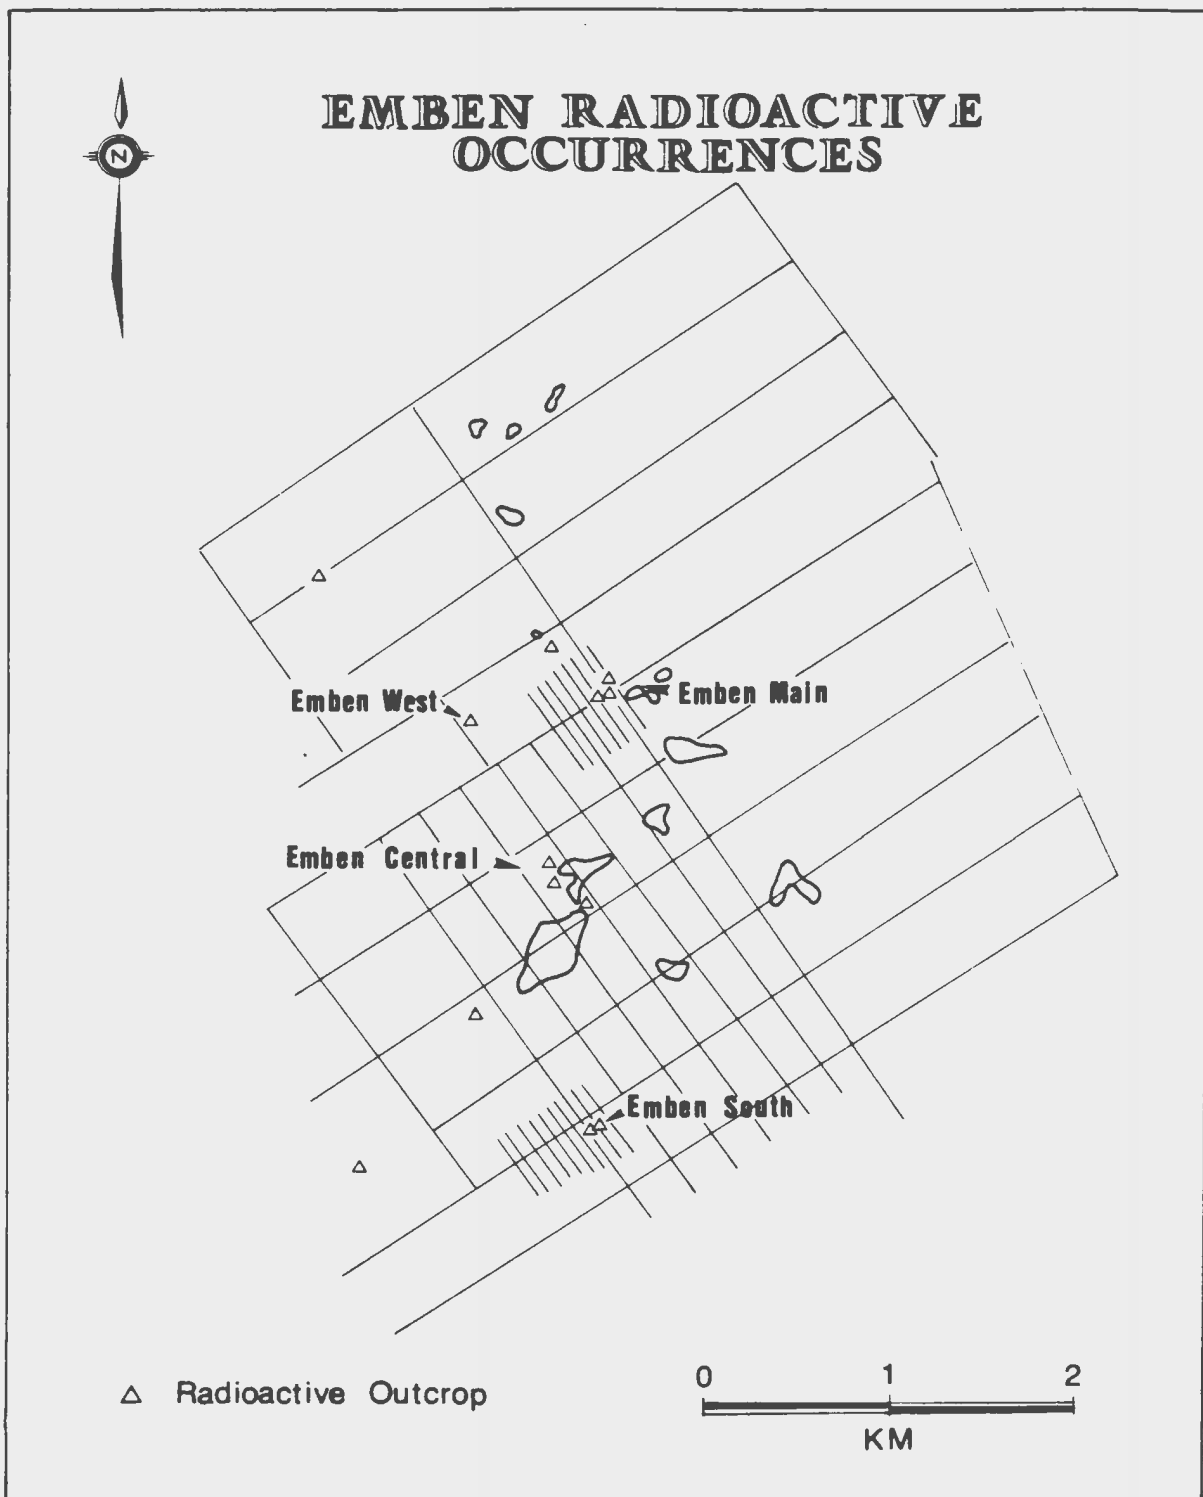 N
EMBEN RADIOACTIVE
OCCURRENCES
Emben West
Emben Main
Emben Central
Emben South
△ Radioactive Outcrop
0 1 2
KM